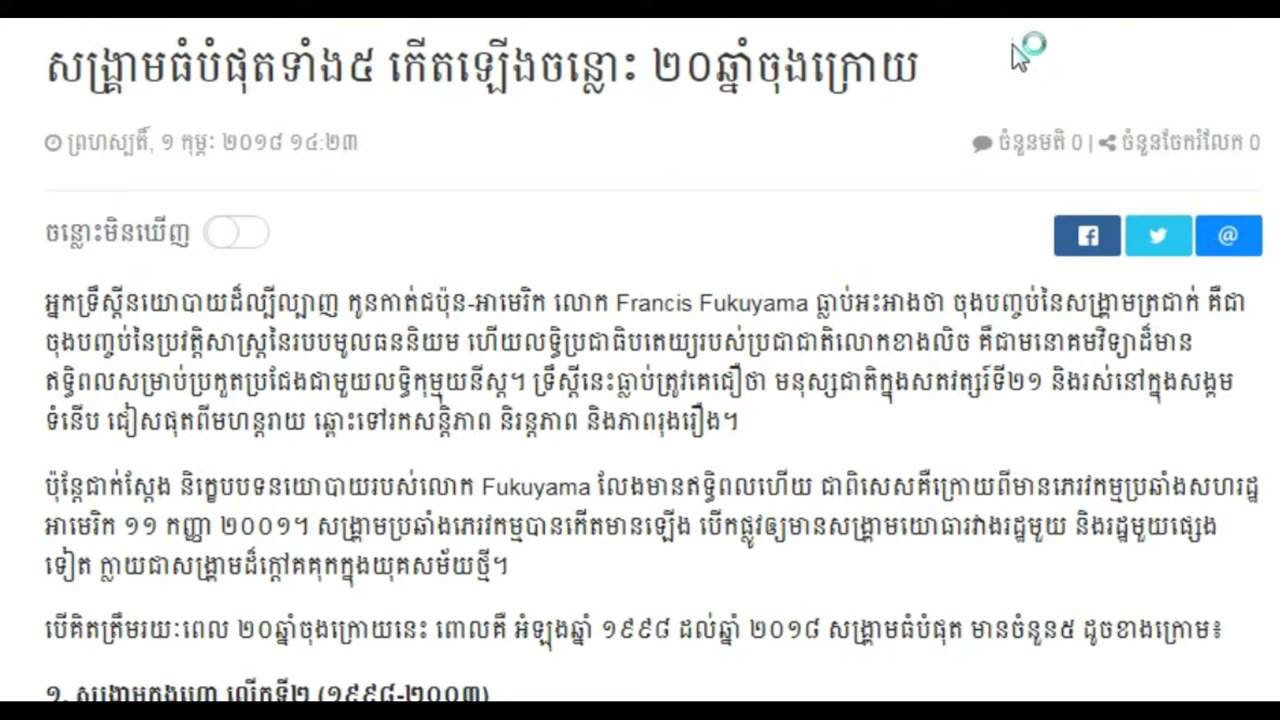 សង្គ្រាមធំបំផុតទាំង៥ កើតឡើងចន្លោះ ២០ឆ្នាំចុងក្រោយ
ព្រហស្បតិ៍, ១ កុម្ភៈ ២០១៨ ១៤:២៣
ចំនួនមតិ 0 | ចំនួនចែករំលែក 0
ចន្លោះមិនឃើញ
អ្នកទ្រឹស្តីនយោបាយដ៏ល្បីល្បាញ កូនកាត់ជប៉ុន-អាមេរិក លោក Francis Fukuyama ធ្លាប់អះអាងថា ចុងបញ្ចប់នៃសង្គ្រាមត្រជាក់ គឺជា
ចុងបញ្ចប់នៃប្រវត្តិសាស្ត្រនៃរបបមូលធននិយម ហើយលទ្ធិប្រជាធិបតេយ្យរបស់ប្រជាជាតិលោកខាងលិច គឺជាមនោគមវិទ្យាដ៏មាន
ឥទ្ធិពលសម្រាប់ប្រកួតប្រជែងជាមួយលទ្ធិកុម្មុយនីស្ត។ ទ្រឹស្តីនេះធ្លាប់ត្រូវគេជឿថា មនុស្សជាតិក្នុងសតវត្សរ៍ទី២១ និងរស់នៅក្នុងសង្គម
ទំនើប ជៀសផុតពីមហន្តរាយ ឆ្ពោះទៅរកសន្តិភាព និរន្តភាព និងភាពរុងរឿង។
ប៉ុន្តែជាក់ស្តែង និក្ខេបបទនយោបាយរបស់លោក Fukuyama លែងមានឥទ្ធិពលហើយ ជាពិសេសគឺក្រោយពីមានភេរវកម្មប្រឆាំងសហរដ្ឋ
អាមេរិក ១១ កញ្ញា ២០០១។ សង្គ្រាមប្រឆាំងភេរវកម្មបានកើតមានឡើង បើកផ្លូវឲ្យមានសង្គ្រាមយោធារវាងរដ្ឋមួយ និងរដ្ឋមួយផ្សេង
ទៀត ក្លាយជាសង្គ្រាមដ៏ក្តៅគគុកក្នុងយុគសម័យថ្មី។
បើគិតត្រឹមរយៈពេល ២០ឆ្នាំចុងក្រោយនេះ ពោលគឺ អំឡុងឆ្នាំ ១៩៩៨ ដល់ឆ្នាំ ២០១៨ សង្គ្រាមធំបំផុត មានចំនួន៥ ដូចខាងក្រោម៖
១. សង្គ្រាមកុងហ្គោ លើកទី២ (១៩៩៨-២០០៣)